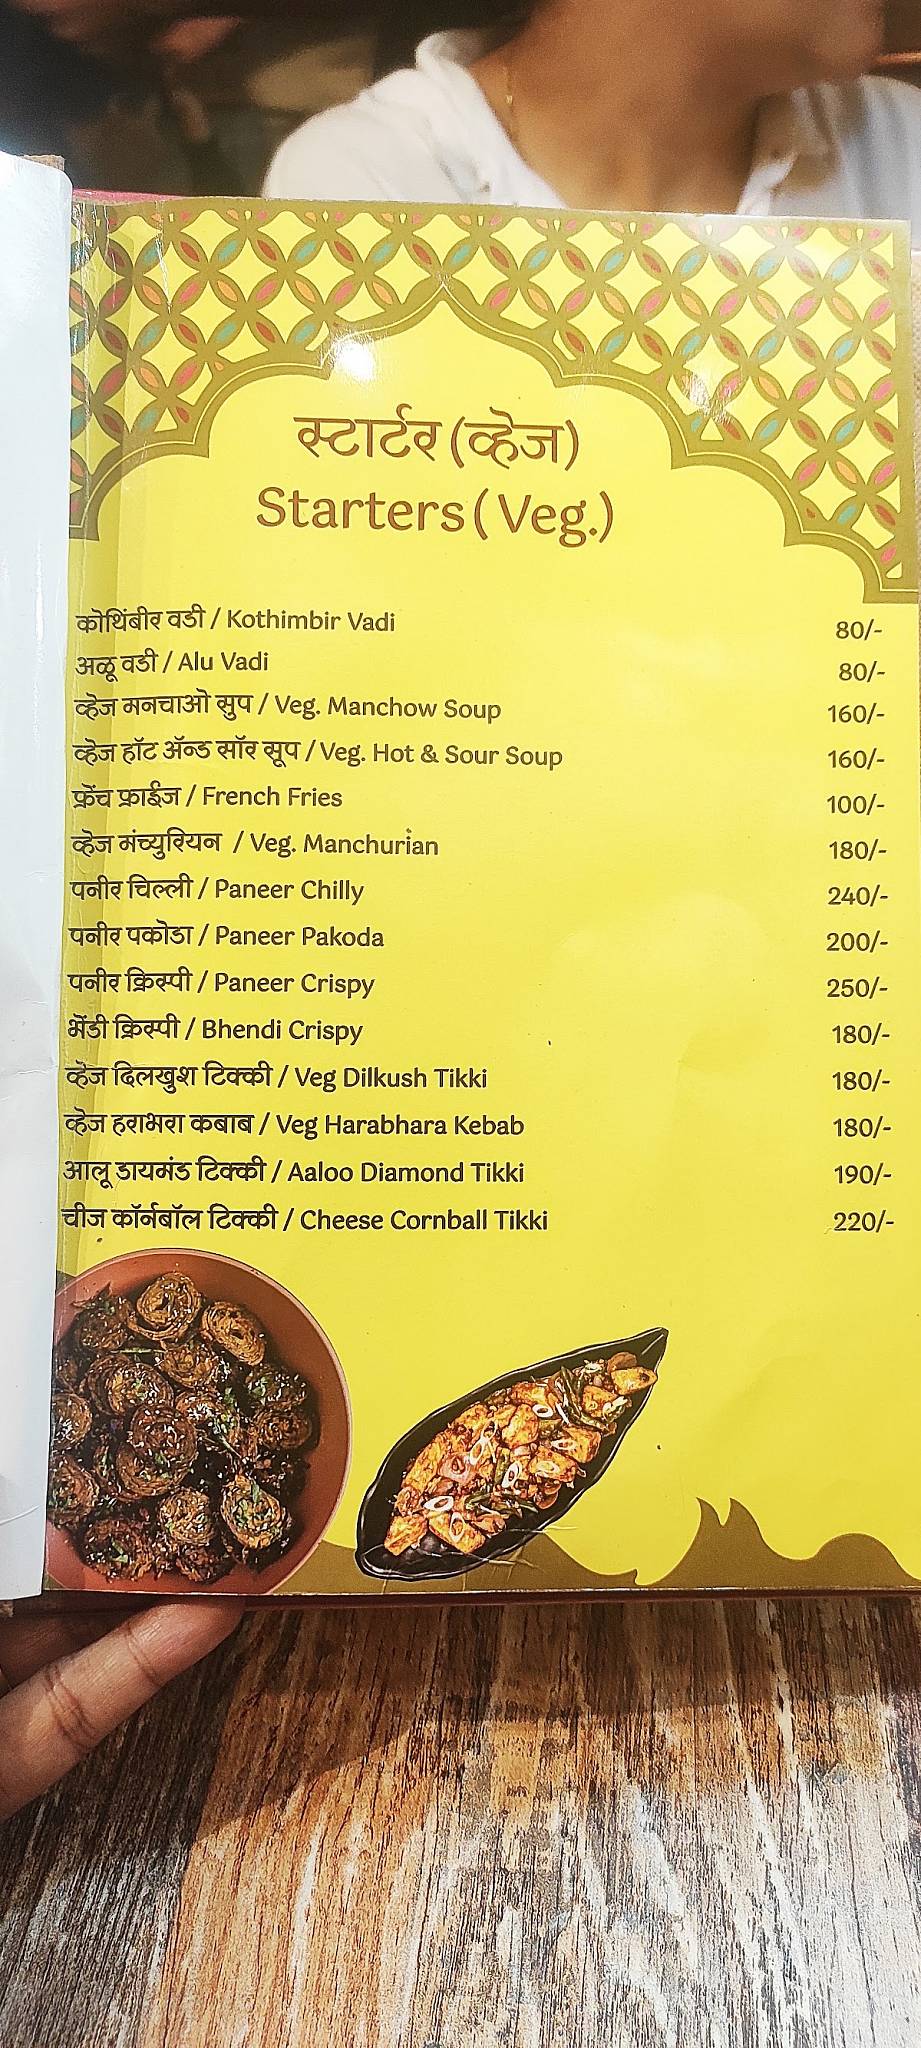 स्टार्टर (व्हेज)
Starters (Veg.)
कोथिंबीर वडी / Kothimbir Vadi 80/-
अळू वडी / Alu Vadi 80/-
व्हेज मनचाओ सुप / Veg. Manchow Soup 160/-
व्हेज हॉट ॲन्ड सॉर सूप / Veg. Hot & Sour Soup 160/-
फ्रेंच फ्राईज / French Fries 100/-
व्हेज मंच्युरियन / Veg. Manchurian 180/-
पनीर चिल्ली / Paneer Chilly 240/-
पनीर पकोडा / Paneer Pakoda 200/-
पनीर क्रिस्पी / Paneer Crispy 250/-
भेंडी क्रिस्पी / Bhendi Crispy 180/-
व्हेज दिलखुश टिक्की / Veg Dilkush Tikki 180/-
व्हेज हराभरा कबाब / Veg Harabhara Kebab 180/-
आलू डायमंड टिक्की / Aaloo Diamond Tikki 190/-
चीज कॉर्नबॉल टिक्की / Cheese Cornball Tikki 220/-